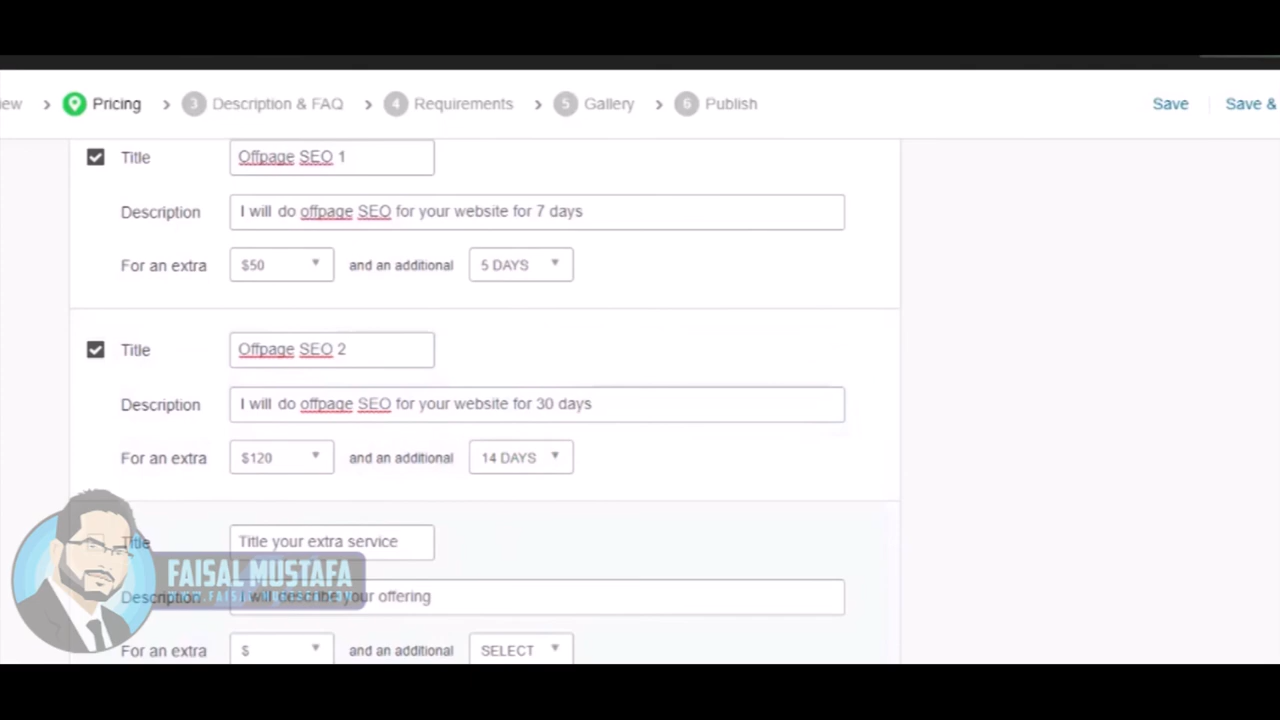 ew > Pricing > 3 Description & FAQ > 4 Requirements > 5 Gallery > 6 Publish Save Save &
Title Offpage SEO 1
Description I will do offpage SEO for your website for 7 days
For an extra $50 and an additional 5 DAYS
Title Offpage SEO 2
Description I will do offpage SEO for your website for 30 days
For an extra $120 and an additional 14 DAYS
Title Title your extra service
FAISAL MUSTAFA
Description I will describe your offering
For an extra $ and an additional SELECT